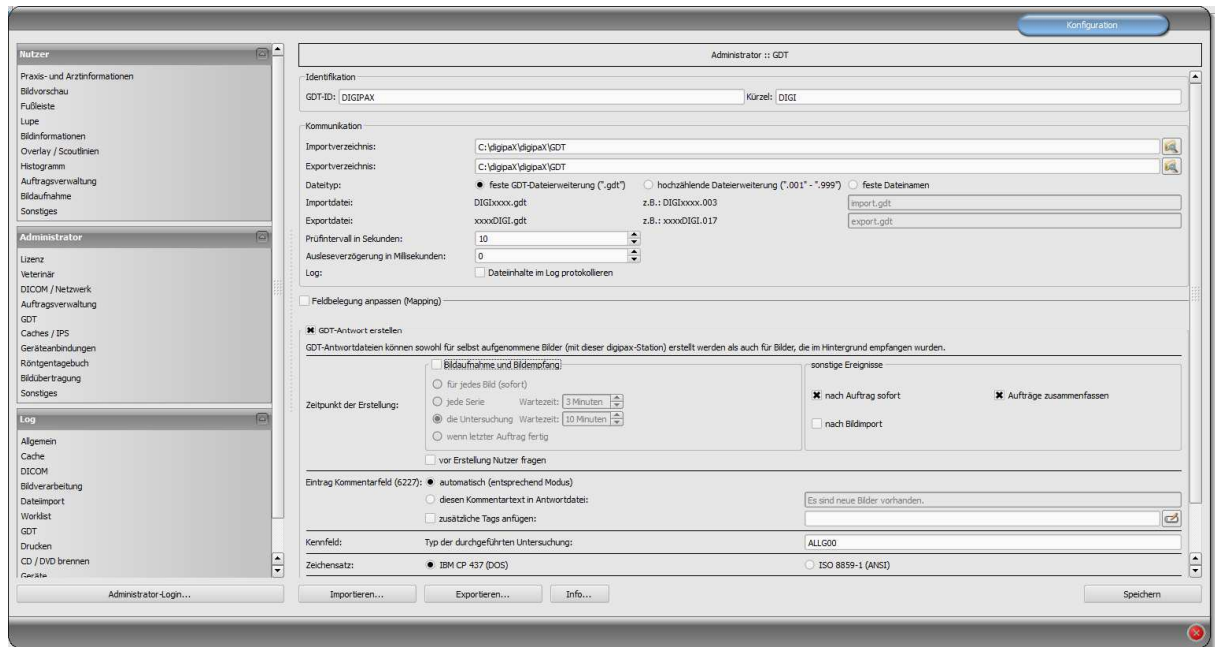 Konfiguration
Nutzer
Praxis- und Arztinformationen
Bildvorschau
Fußleiste
Lupe
Bildinformationen
Overlay / Scoutlinien
Histogramm
Auftragsverwaltung
Bildaufnahme
Sonstiges
Administrator
Lizenz
Veterinär
DICOM / Netzwerk
Auftragsverwaltung
GDT
Caches / IPS
Geräteanbindungen
Röntgentagebuch
Bildübertragung
Sonstiges
Log
Allgemein
Cache
DICOM
Bildverarbeitung
Dateiimport
Worklist
GDT
Drucken
CD / DVD brennen
Geräte
Administrator-Login...
Administrator :: GDT
Identifikation
GDT-ID: DIGIPAX Kürzel: DIGI
Kommunikation
Importverzeichnis: C:\digipaX\digipaX\GDT
Exportverzeichnis: C:\digipaX\digipaX\GDT
Dateityp: feste GDT-Dateierweiterung (".gdt") hochzählende Dateierweiterung (".001" - ".999") feste Dateinamen
Importdatei: DIGIxxxx.gdt z.B.: DIGIxxxx.003 import.gdt
Exportdatei: xxxxDIGI.gdt z.B.: xxxxDIGI.017 export.gdt
Prüfintervall in Sekunden: 10
Ausleseverzögerung in Milisekunden: 0
Log: Dateiinhalte im Log protokollieren
Feldbelegung anpassen (Mapping)
GDT-Antwort erstellen
GDT-Antwortdateien können sowohl für selbst aufgenommene Bilder (mit dieser digipax-Station) erstellt werden als auch für Bilder, die im Hintergrund empfangen wurden.
Zeitpunkt der Erstellung:
Bildaufnahme und Bildempfang
für jedes Bild (sofort)
jede Serie Wartezeit: 3 Minuten
die Untersuchung Wartezeit: 10 Minuten
wenn letzter Auftrag fertig
vor Erstellung Nutzer fragen
sonstige Ereignisse
nach Auftrag sofort Aufträge zusammenfassen
nach Bildimport
Eintrag Kommentarfeld (6227): automatisch (entsprechend Modus)
diesen Kommentartext in Antwortdatei: Es sind neue Bilder vorhanden.
zusätzliche Tags anfügen:
Kennfeld: Typ der durchgeführten Untersuchung: ALLG00
Zeichensatz: IBM CP 437 (DOS) ISO 8859-1 (ANSI)
Importieren... Exportieren... Info... Speichern